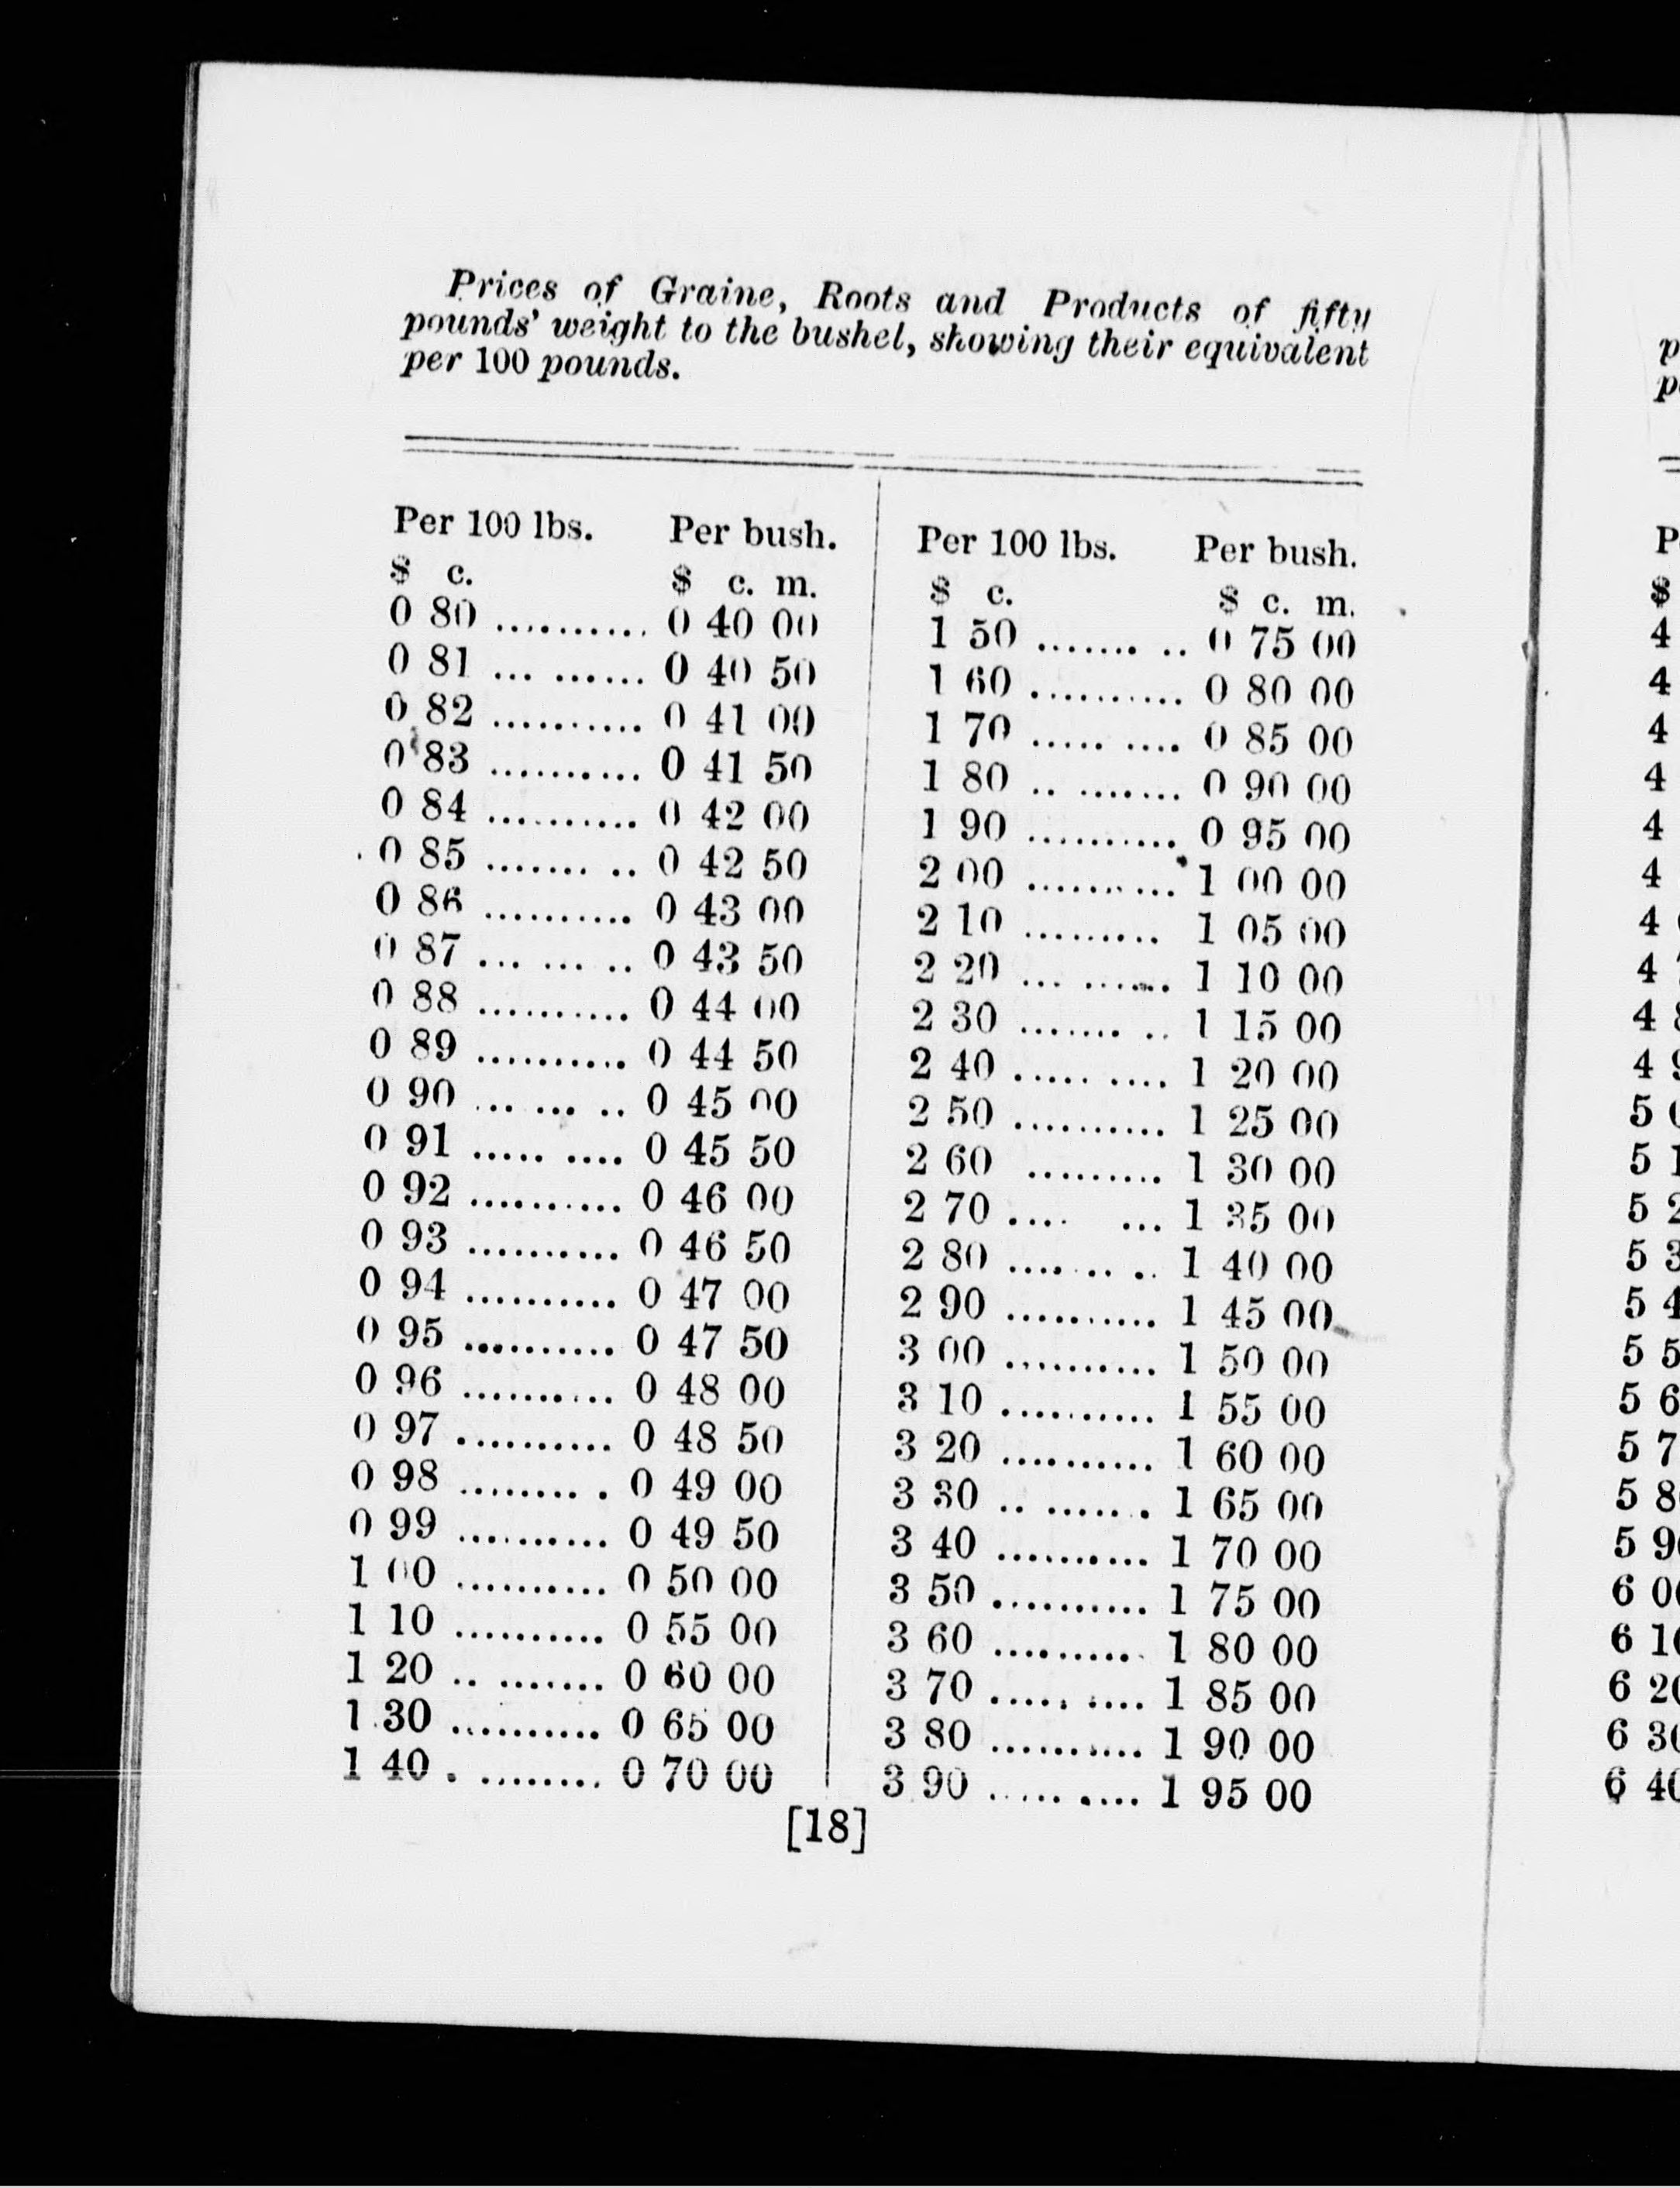 Prices of Graine, Roots and Products of fifty
pounds' weight to the bushel, showing their equivalent
per 100 pounds.
Per 100 lbs. Per bush.
$ c. $ c. m.
0 80 .......... 0 40 00
0 81 ... ...... 0 40 50
0 82 .......... 0 41 00
0 83 .......... 0 41 50
0 84 .......... 0 42 00
0 85 ....... .. 0 42 50
0 86 .......... 0 43 00
0 87 ... ... .. 0 43 50
0 88 .......... 0 44 00
0 89 .......... 0 44 50
0 90 ... ... .. 0 45 00
0 91 ..... .... 0 45 50
0 92 .......... 0 46 00
0 93 .......... 0 46 50
0 94 .......... 0 47 00
0 95 .......... 0 47 50
0 96 .......... 0 48 00
0 97 .......... 0 48 50
0 98 ........ . 0 49 00
0 99 .......... 0 49 50
1 00 .......... 0 50 00
1 10 .......... 0 55 00
1 20 .. ....... 0 60 00
1 30 .......... 0 65 00
1 40 . ........ 0 70 00
Per 100 lbs. Per bush.
$ c. $ c. m.
1 50 ....... .. 0 75 00
1 60 .......... 0 80 00
1 70 ..... .... 0 85 00
1 80 .. ....... 0 90 00
1 90 .......... 0 95 00
2 00 .......... 1 00 00
2 10 ......... 1 05 00
2 20 ... ...... 1 10 00
2 30 ....... .. 1 15 00
2 40 ..... .... 1 20 00
2 50 .......... 1 25 00
2 60 ......... 1 30 00
2 70 .... ... 1 35 00
2 80 .... .. .. 1 40 00
2 90 .......... 1 45 00
3 00 .......... 1 50 00
3 10 .......... 1 55 00
3 20 .......... 1 60 00
3 30 .. ....... 1 65 00
3 40 .......... 1 70 00
3 50 .......... 1 75 00
3 60 .......... 1 80 00
3 70 ..... .... 1 85 00
3 80 .......... 1 90 00
3 90 ..... .... 1 95 00
[18]